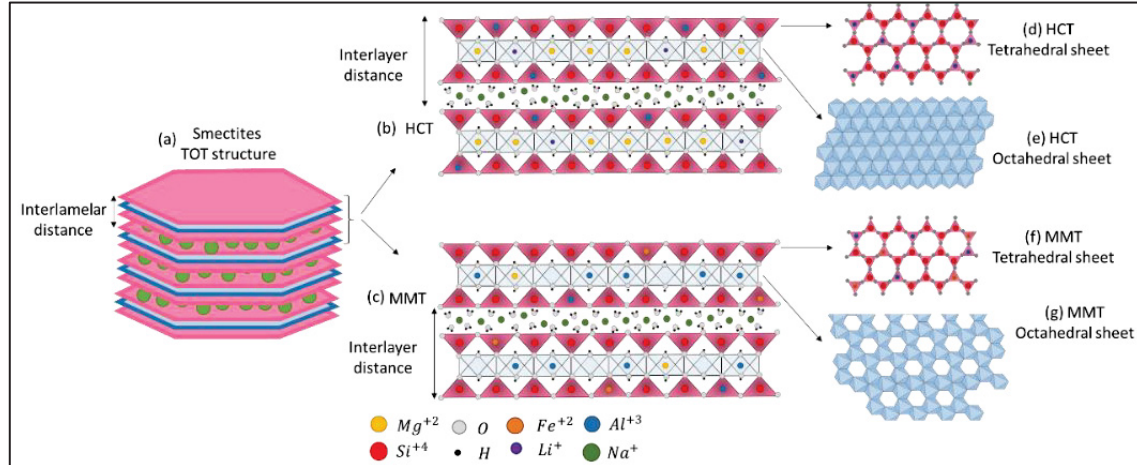 (a) Smectites
TOT structure
Interlamelar
distance
Interlayer
distance
(b) HCT
(c) MMT
Interlayer
distance
(d) HCT
Tetrahedral sheet
(e) HCT
Octahedral sheet
(f) MMT
Tetrahedral sheet
(g) MMT
Octahedral sheet
Mg⁺² O Fe⁺² Al⁺³
Si⁺⁴ H Li⁺ Na⁺